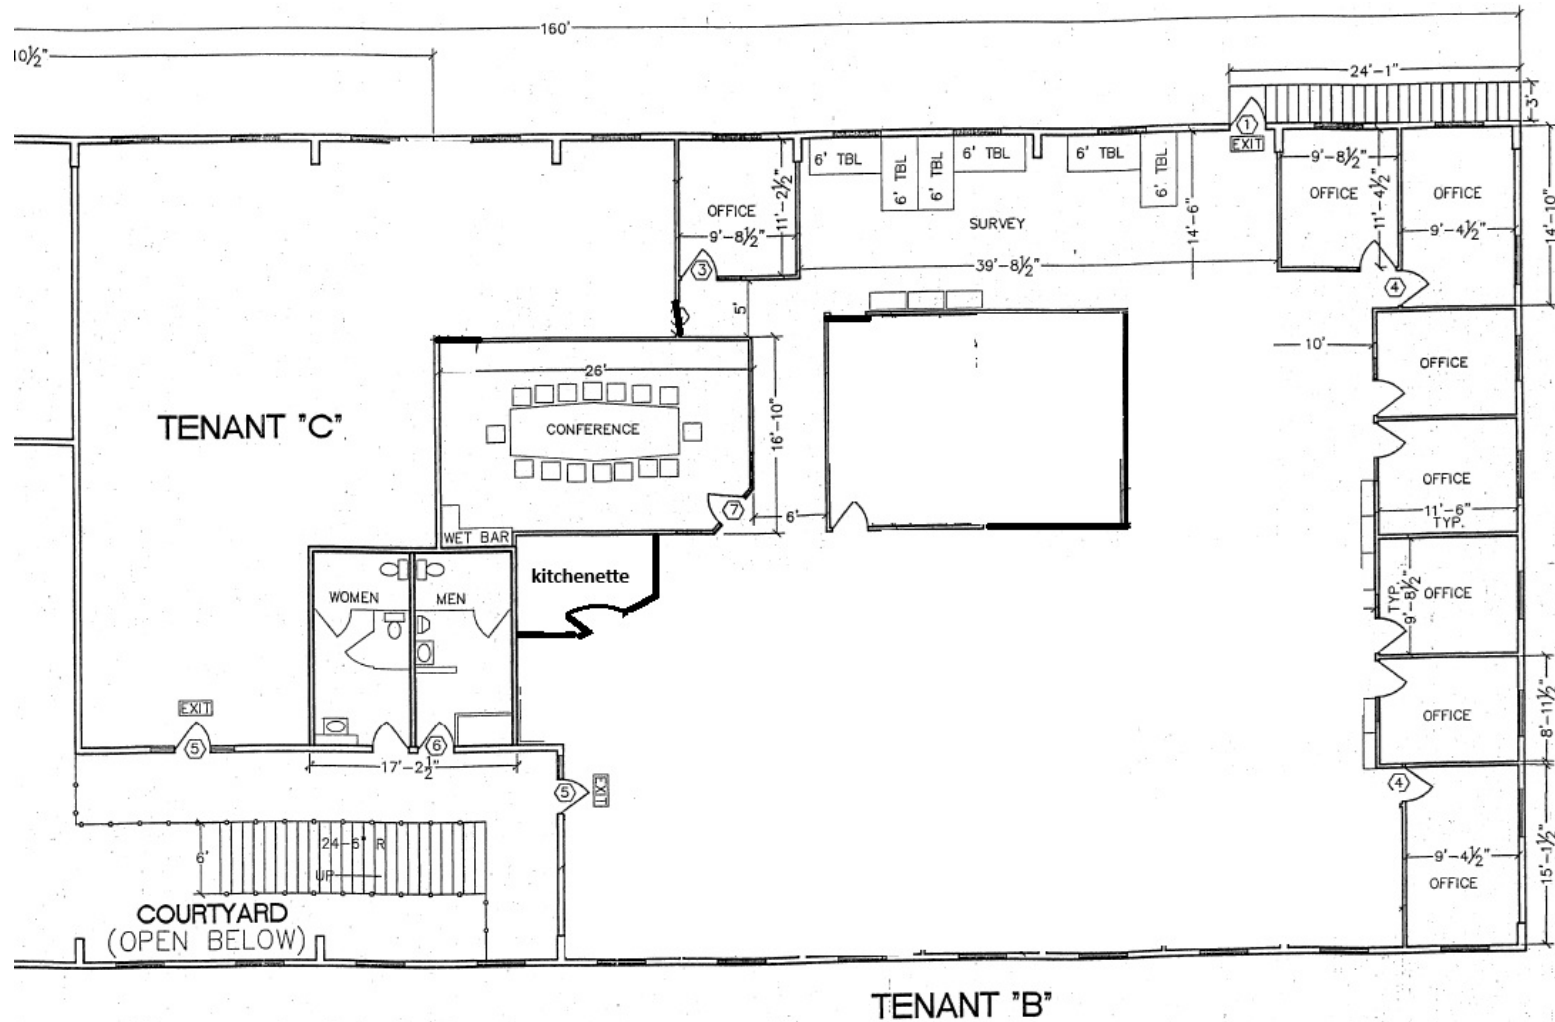 160'
10½"
24'-1"
3'-
1
EXIT
6' TBL
6' TBL
6' TBL
6' TBL
6' TBL
6' TBL
9'-8½"
11'-4½"
OFFICE
OFFICE
9'-4½"
14'-10"
OFFICE
11'-2½"
9'-8½"
SURVEY
14'-6"
39'-8½"
3
4
5'
10'
OFFICE
26'
TENANT "C"
CONFERENCE
16'-10"
OFFICE
11'-6"
TYP.
7
6'
WET BAR
kitchenette
WOMEN
MEN
TYP.
9'-8½"
OFFICE
EXIT
5
6
17'-2½"
OFFICE
8'-11½"
5
EXIT
4
24-6" R
6'
UP
9'-4½"
OFFICE
15'-1½"
COURTYARD
(OPEN BELOW)
TENANT "B"